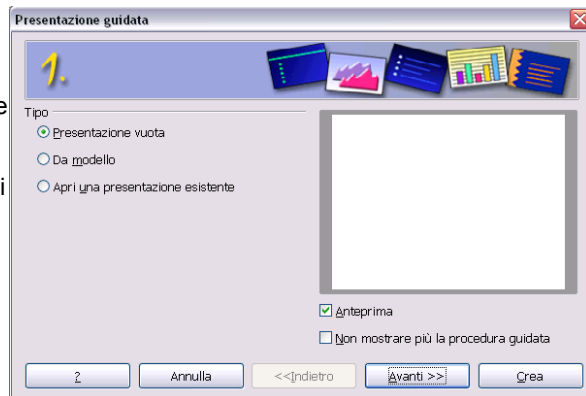 Presentazione guidata
1.
e
Tipo
Presentazione vuota
Da modello
i
Apri una presentazione esistente
Anteprima
Non mostrare più la procedura guidata
? Annulla <<Indietro Avanti >> Crea